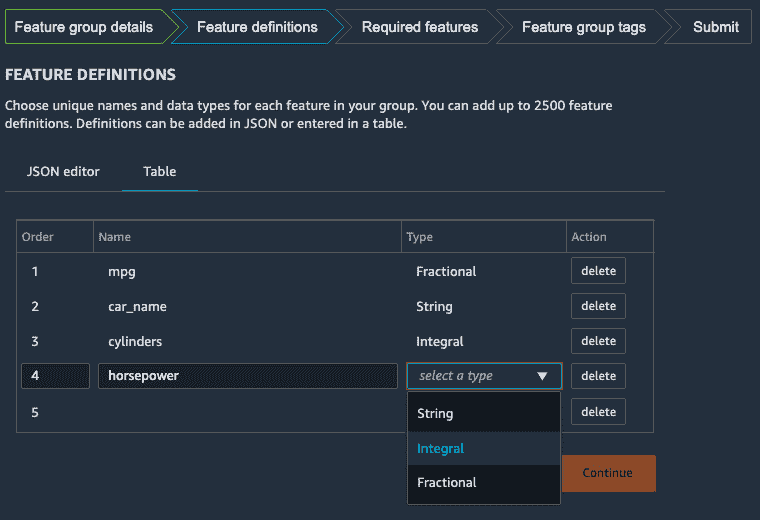 Feature group details Feature definitions Required features Feature group tags Submit
FEATURE DEFINITIONS
Choose unique names and data types for each feature in your group. You can add up to 2500 feature
definitions. Definitions can be added in JSON or entered in a table.
JSON editor Table
Order Name Type Action
1 mpg Fractional delete
2 car_name String delete
3 cylinders Integral delete
4 horsepower select a type delete
5 delete
String
Integral
Fractional
Continue